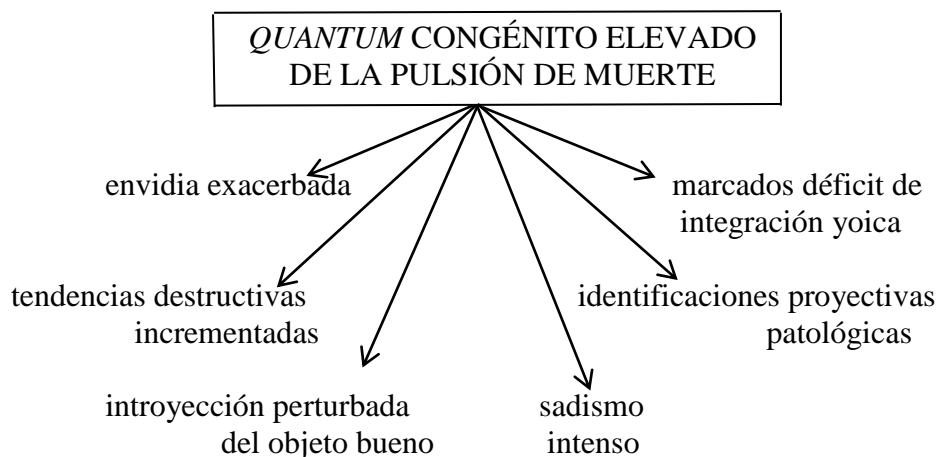 QUANTUM CONGÉNITO ELEVADO
DE LA PULSIÓN DE MUERTE
envidia exacerbada
marcados déficit de
integración yoica
tendencias destructivas
incrementadas
identificaciones proyectivas
patológicas
introyección perturbada
del objeto bueno
sadismo
intenso